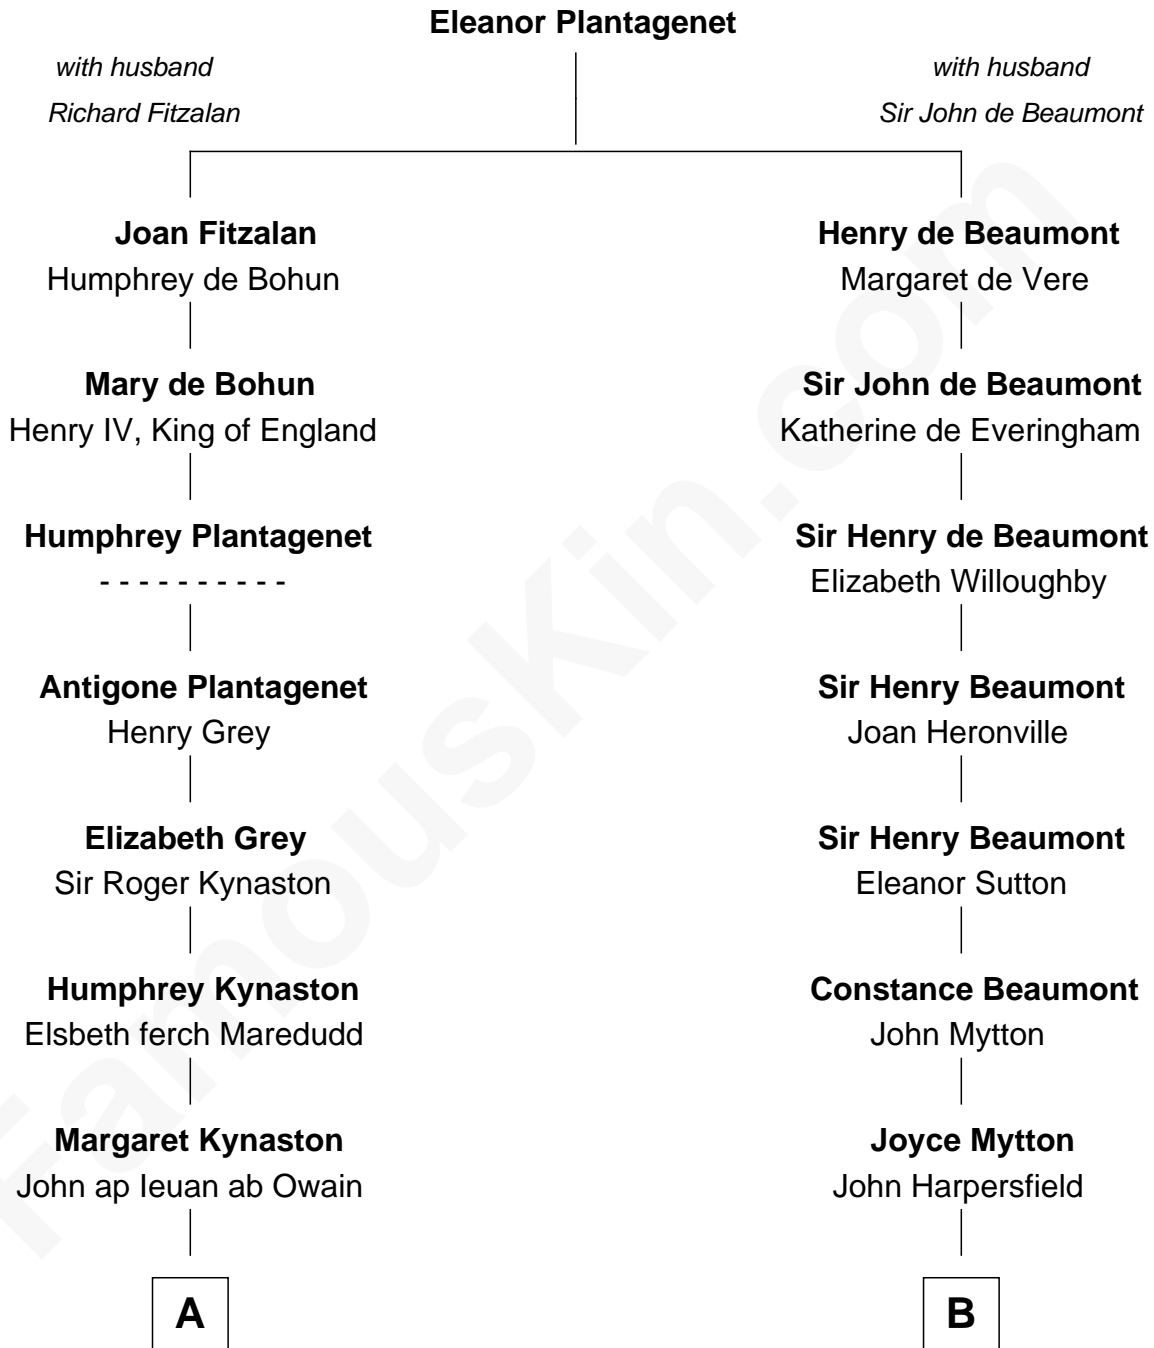 Eleanor Plantagenet
with husband
Richard Fitzalan
with husband
Sir John de Beaumont
Joan Fitzalan
Humphrey de Bohun
Henry de Beaumont
Margaret de Vere
Mary de Bohun
Henry IV, King of England
Sir John de Beaumont
Katherine de Everingham
Humphrey Plantagenet
- - - - - - - - - -
Sir Henry de Beaumont
Elizabeth Willoughby
Antigone Plantagenet
Henry Grey
Sir Henry Beaumont
Joan Heronville
Elizabeth Grey
Sir Roger Kynaston
Sir Henry Beaumont
Eleanor Sutton
Humphrey Kynaston
Elsbeth ferch Maredudd
Constance Beaumont
John Mytton
Margaret Kynaston
John ap Ieuan ab Owain
Joyce Mytton
John Harpersfield
A
B
FamousKin.com